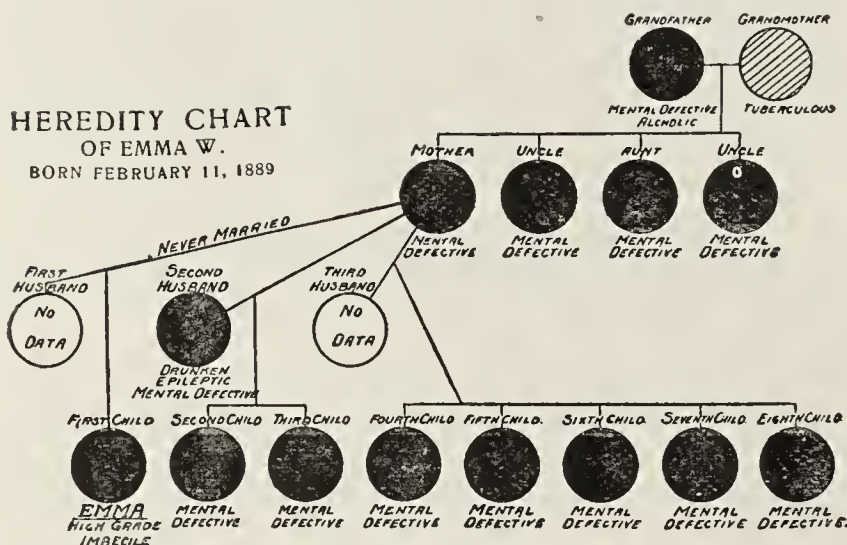 GRANDFATHER GRANDMOTHER
MENTAL DEFECTIVE
ALCHOLIC
TUBERCULOUS
HEREDITY CHART
OF EMMA W.
BORN FEBRUARY 11, 1889
MOTHER UNCLE AUNT UNCLE
MENTAL
DEFECTIVE
MENTAL
DEFECTIVE
MENTAL
DEFECTIVE
MENTAL
DEFECTIVE
NEVER MARRIED
FIRST
HUSBAND
NO
DATA
SECOND
HUSBAND
DRUNKEN
EPILEPTIC
MENTAL DEFECTIVE
THIRD
HUSBAND
NO
DATA
FIRST CHILD SECOND CHILD THIRD CHILD FOURTH CHILD FIFTH CHILD. SIXTH CHILD. SEVENTH CHILD. EIGHTH CHILD.
EMMA
HIGH GRADE
IMBECILE
MENTAL
DEFECTIVE
MENTAL
DEFECTIVE
MENTAL
DEFECTIVE
MENTAL
DEFECTIVE
MENTAL
DEFECTIVE
MENTAL
DEFECTIVE
MENTAL
DEFECTIVE.